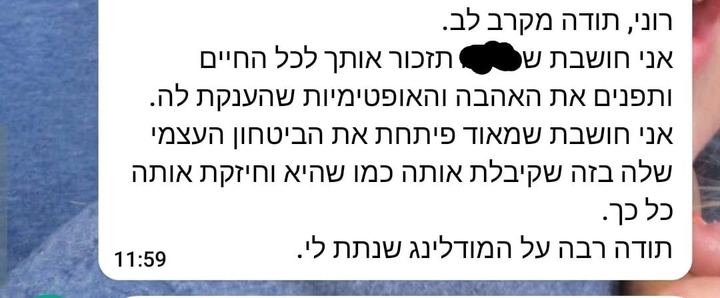 רוני, תודה מקרב לב.
אני חושבת ש תזכור אותך לכל החיים
ותפנים את האהבה והאופטימיות שהענקת לה.
אני חושבת שמאוד פיתחת את הביטחון העצמי
שלה בזה שקיבלת אותה כמו שהיא וחיזקת אותה
כל כך.
תודה רבה על המודלינג שנתת לי.
11:59